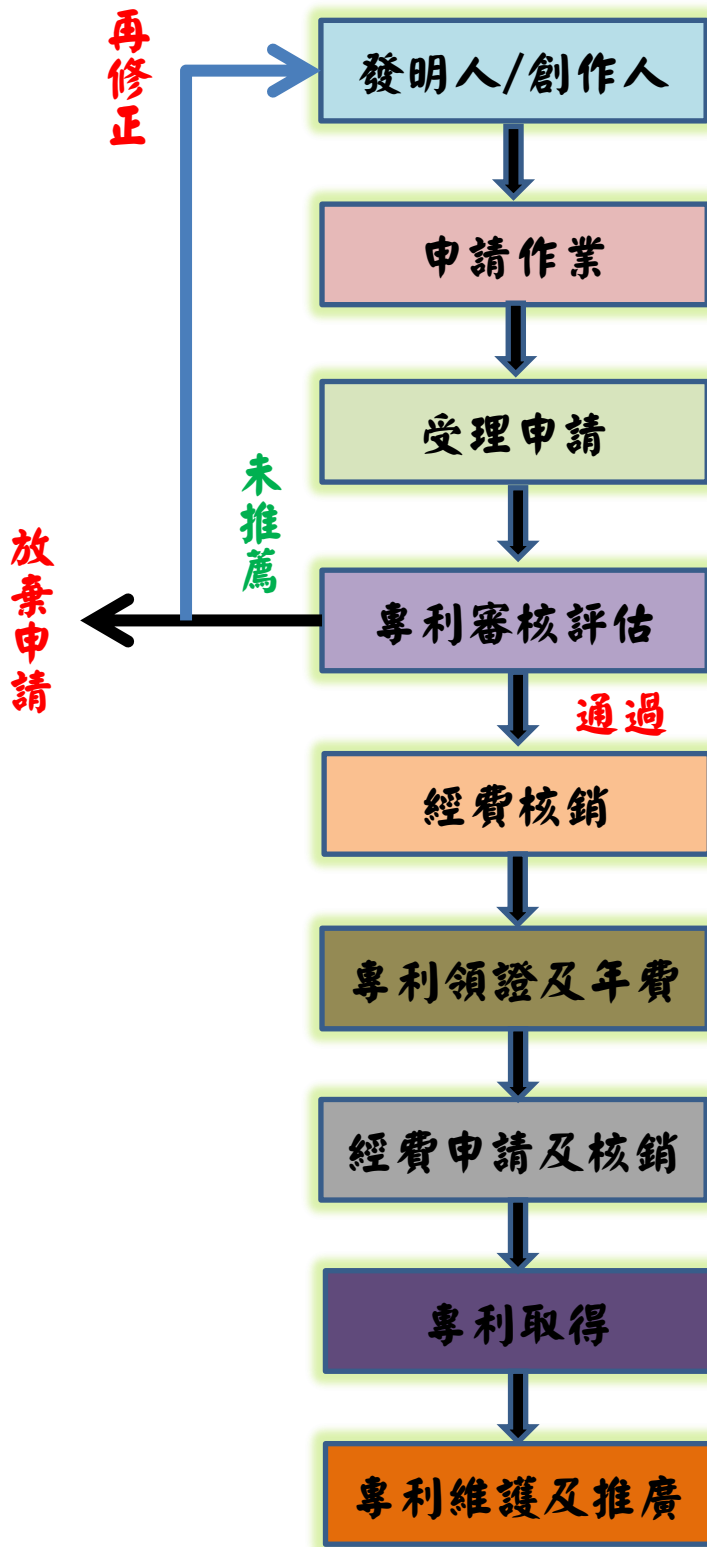 再修正
發明人/創作人
申請作業
受理申請
未推薦
放棄申請
專利審核評估
通過
經費核銷
專利領證及年費
經費申請及核銷
專利取得
專利維護及推廣